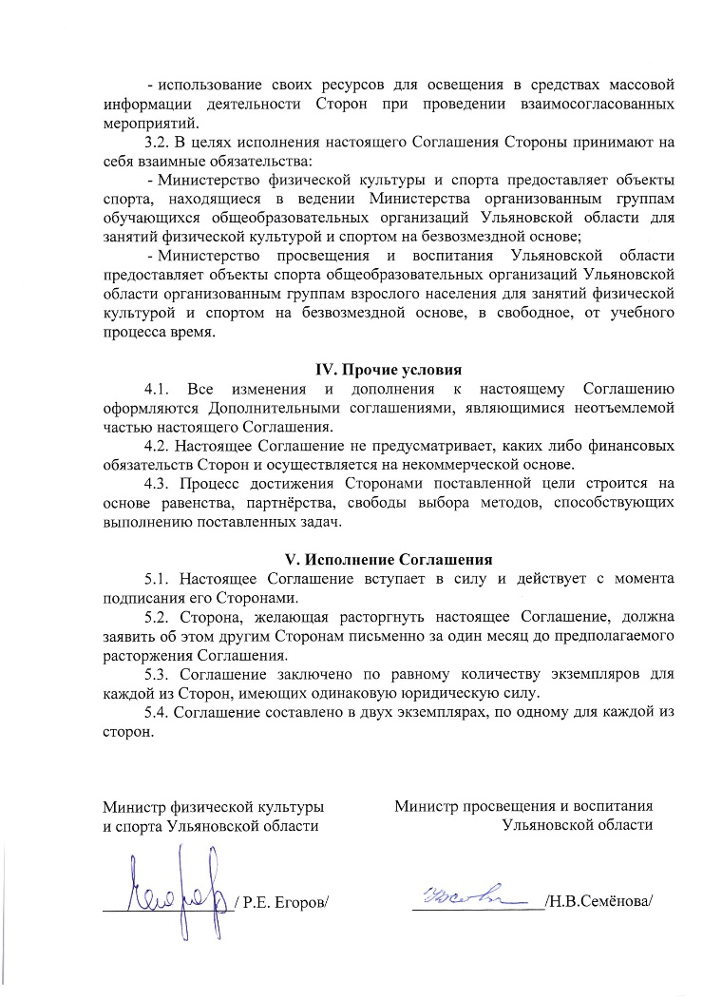 - использование своих ресурсов для освещения в средствах массовой
информации деятельности Сторон при проведении взаимосогласованных
мероприятий.
3.2. В целях исполнения настоящего Соглашения Стороны принимают на
себя взаимные обязательства:
- Министерство физической культуры и спорта предоставляет объекты
спорта, находящиеся в ведении Министерства организованным группам
обучающихся общеобразовательных организаций Ульяновской области для
занятий физической культурой и спортом на безвозмездной основе;
- Министерство просвещения и воспитания Ульяновской области
предоставляет объекты спорта общеобразовательных организаций Ульяновской
области организованным группам взрослого населения для занятий физической
культурой и спортом на безвозмездной основе, в свободное, от учебного
процесса время.
IV. Прочие условия
4.1. Все изменения и дополнения к настоящему Соглашению
оформляются Дополнительными соглашениями, являющимися неотъемлемой
частью настоящего Соглашения.
4.2. Настоящее Соглашение не предусматривает, каких либо финансовых
обязательств Сторон и осуществляется на некоммерческой основе.
4.3. Процесс достижения Сторонами поставленной цели строится на
основе равенства, партнёрства, свободы выбора методов, способствующих
выполнению поставленных задач.
V. Исполнение Соглашения
5.1. Настоящее Соглашение вступает в силу и действует с момента
подписания его Сторонами.
5.2. Сторона, желающая расторгнуть настоящее Соглашение, должна
заявить об этом другим Сторонам письменно за один месяц до предполагаемого
расторжения Соглашения.
5.3. Соглашение заключено по равному количеству экземпляров для
каждой из Сторон, имеющих одинаковую юридическую силу.
5.4. Соглашение составлено в двух экземплярах, по одному для каждой из
сторон.
Министр физической культуры
и спорта Ульяновской области
/ Р.Е. Егоров/
Министр просвещения и воспитания
Ульяновской области
/Н.В.Семёнова/